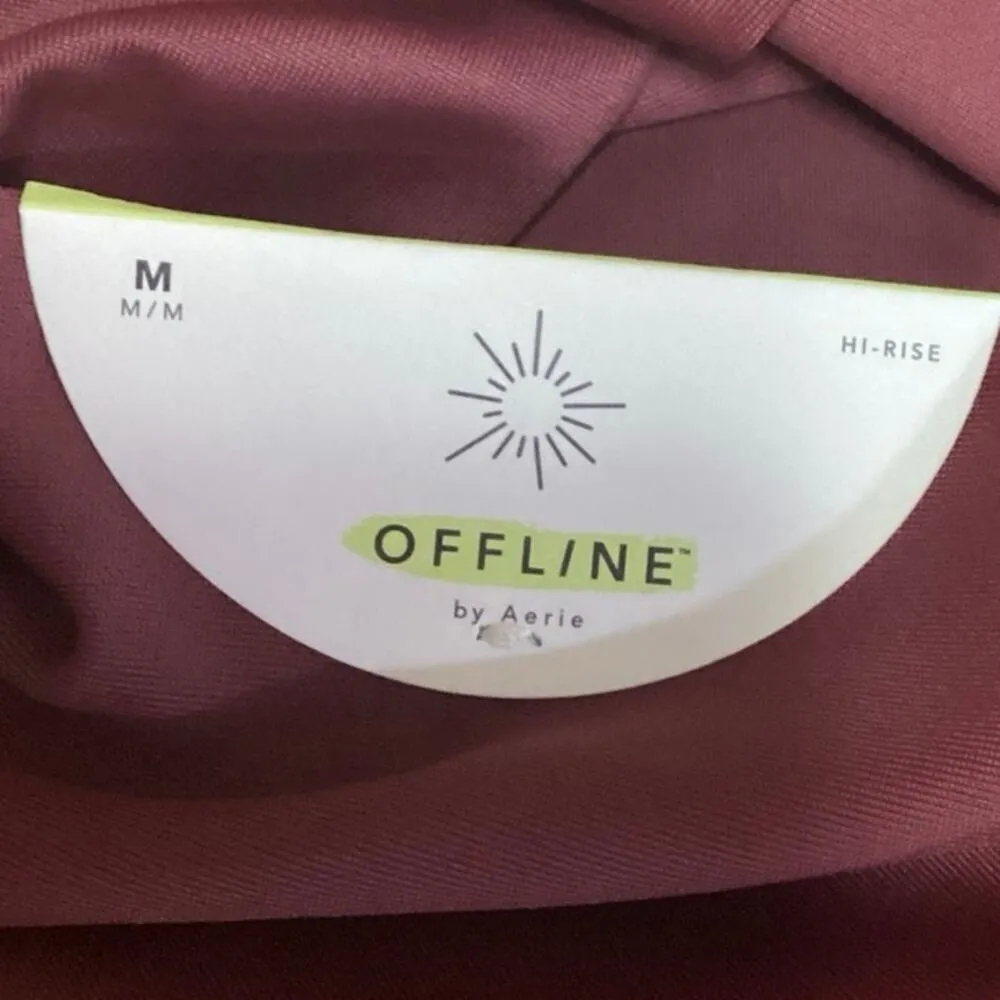 M
M/M
HI-RISE
OFFLINE™
by Aerie